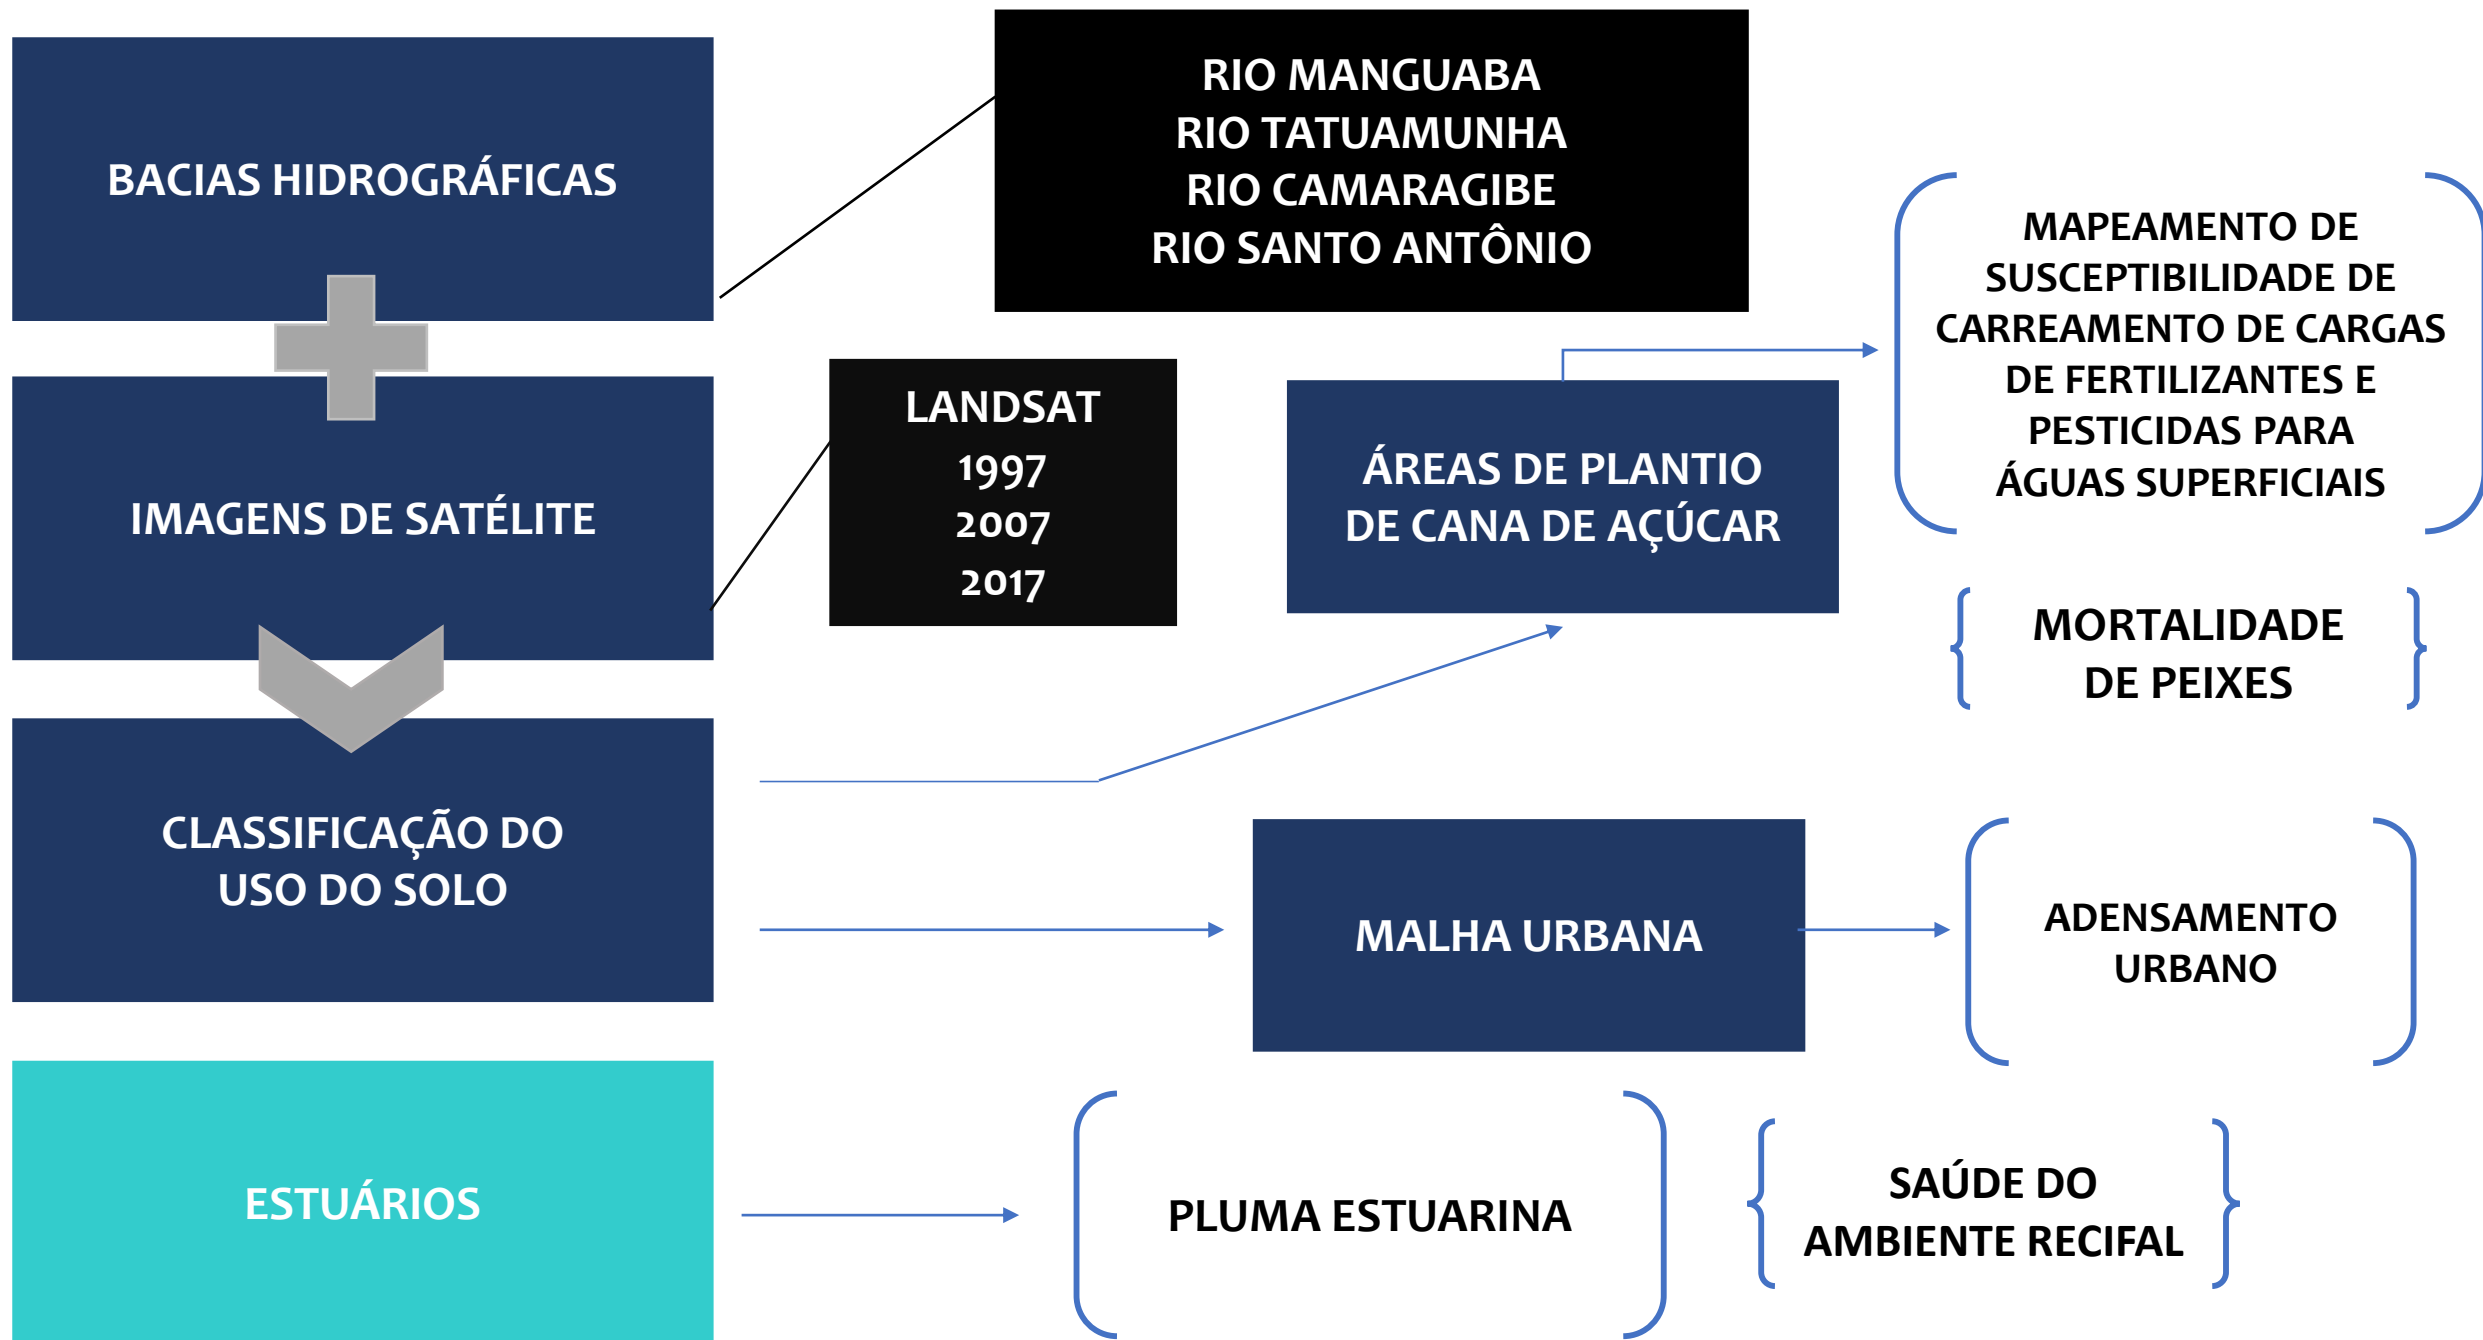 BACIAS HIDROGRÁFICAS
RIO MANGUABA
RIO TATUAMUNHA
RIO CAMARAGIBE
RIO SANTO ANTÔNIO
IMAGENS DE SATÉLITE
LANDSAT
1997
2007
2017
ÁREAS DE PLANTIO
DE CANA DE AÇÚCAR
MAPEAMENTO DE
SUSCEPTIBILIDADE DE
CARREAMENTO DE CARGAS
DE FERTILIZANTES E
PESTICIDAS PARA
ÁGUAS SUPERFICIAIS
MORTALIDADE
DE PEIXES
CLASSIFICAÇÃO DO
USO DO SOLO
MALHA URBANA
ADENSAMENTO
URBANO
ESTUÁRIOS
PLUMA ESTUARINA
SAÚDE DO
AMBIENTE RECIFAL